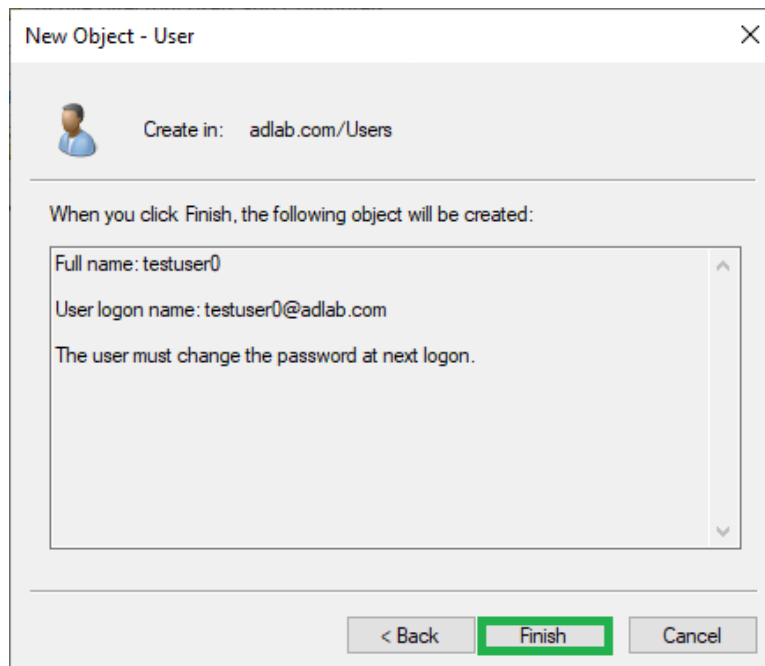 New Object - User
Create in: adlab.com/Users
When you click Finish, the following object will be created:
Full name: testuser0
User logon name: testuser0@adlab.com
The user must change the password at next logon.
< Back Finish Cancel